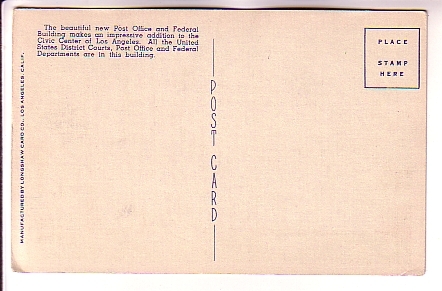 The beautiful new Post Office and Federal
Building makes an impressive addition to the
Civic Center of Los Angeles. All the United
States District Courts, Post Office and Federal
Departments are in this building.
PLACE
STAMP
HERE
POST CARD
MANUFACTURED BY LONGSHAW CARD CO., LOS ANGELES, CALIF.